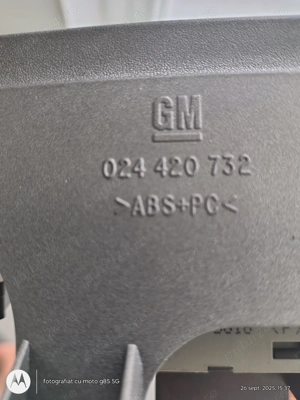 GM
024 420 732
>ABS+PC<
fotografiat cu moto g85 5G
26 sept. 2025 15:37